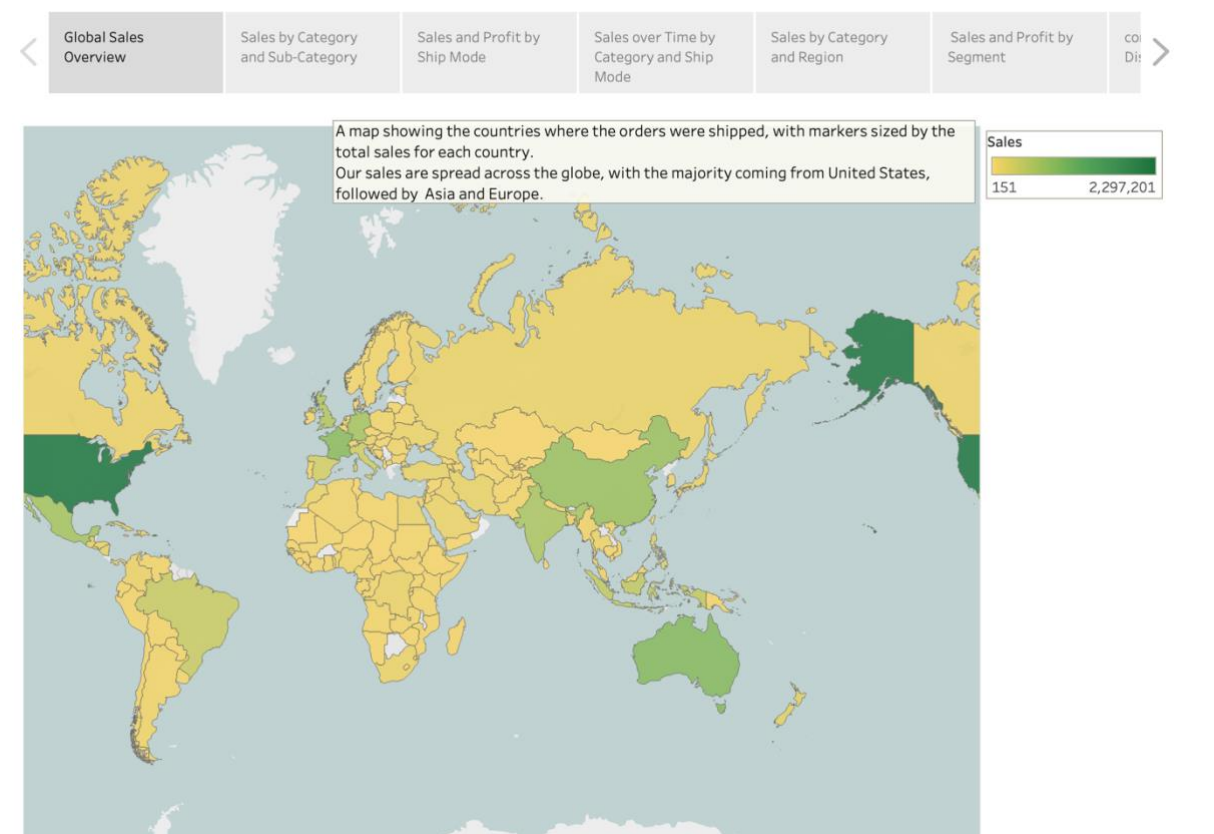 Global Sales
Overview
Sales by Category
and Sub-Category
Sales and Profit by
Ship Mode
Sales over Time by
Category and Ship
Mode
Sales by Category
and Region
Sales and Profit by
Segment
A map showing the countries where the orders were shipped, with markers sized by the
total sales for each country.
Our sales are spread across the globe, with the majority coming from United States,
followed by Asia and Europe.
Sales
151 2,297,201